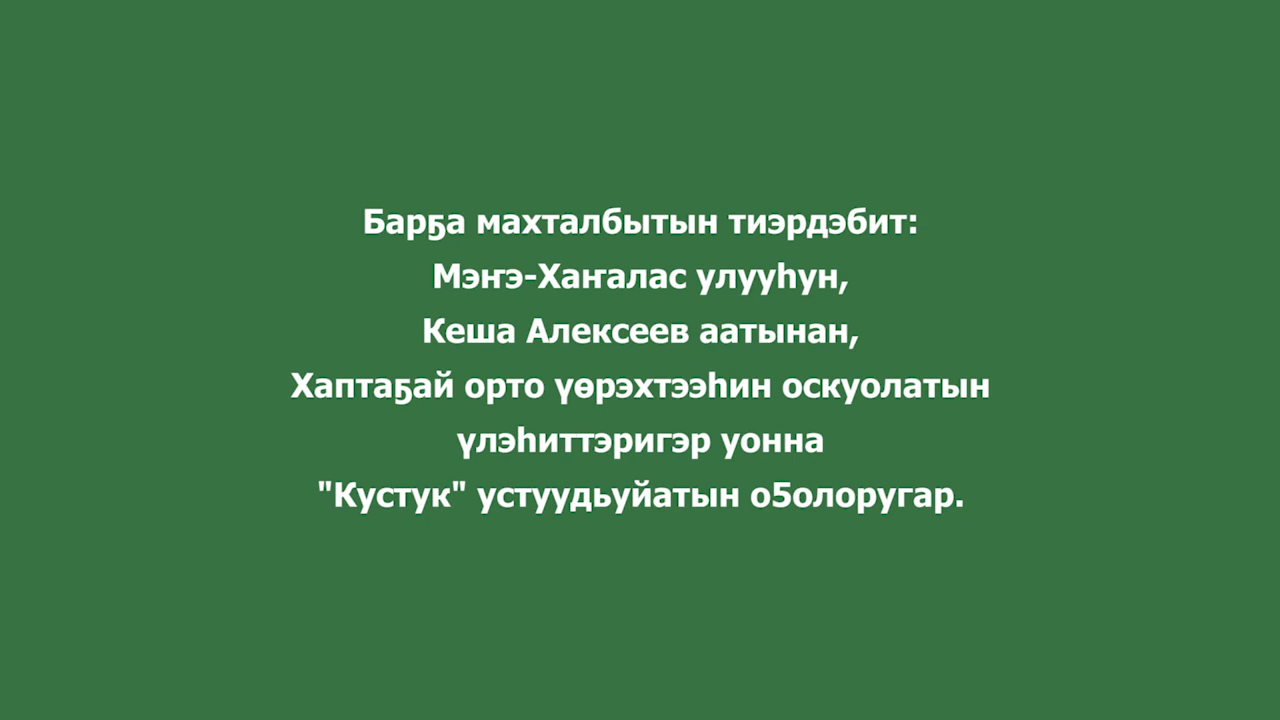 Барҕа махталбытын тиэрдэбит:
Мэҥэ-Хаҥалас улууһун,
Кеша Алексеев аатынан,
Хаптаҕай орто үөрэхтээһин оскуолатын
үлэһиттэригэр уонна
"Кустук" устуудьуйатын о5олоругар.